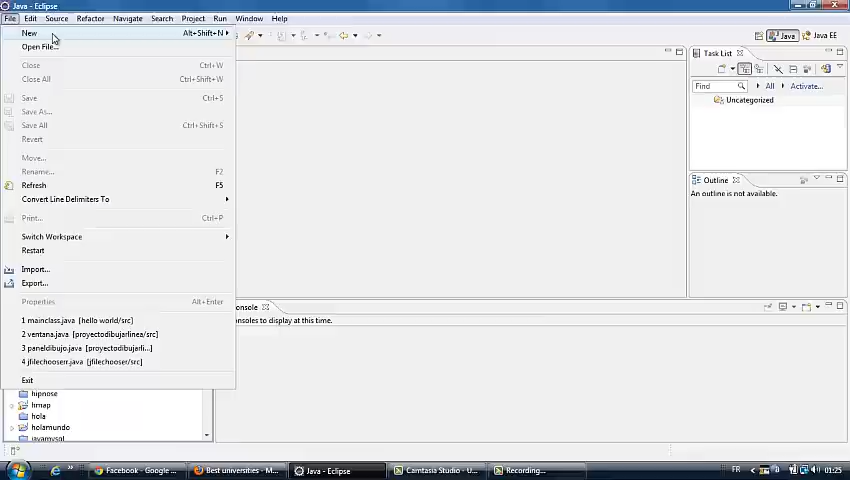 Java - Eclipse
File Edit Source Refactor Navigate Search Project Run Window Help
New Alt+Shift+N
Open File...
Close Ctrl+W
Close All Ctrl+Shift+W
Save Ctrl+S
Save As...
Save All Ctrl+Shift+S
Revert
Move...
Rename... F2
Refresh F5
Convert Line Delimiters To
Print... Ctrl+P
Switch Workspace
Restart
Import...
Export...
Properties Alt+Enter
1 mainclass.java [hello world/src]
2 ventana.java [proyectodibujarlinea/src]
3 paneldibujo.java [proyectodibujarli...]
4 jfilechooserr.java [jfilechooser/src]
Exit
hipnose
hmap
hola
holamundo
javamysql
Java Java EE
Task List
Find All Activate...
Uncategorized
Outline
An outline is not available.
onsole
onsoles to display at this time.
Facebook - Google ...
Best universities - M...
Java - Eclipse
Camtasia Studio - U...
Recording...
FR
01:25